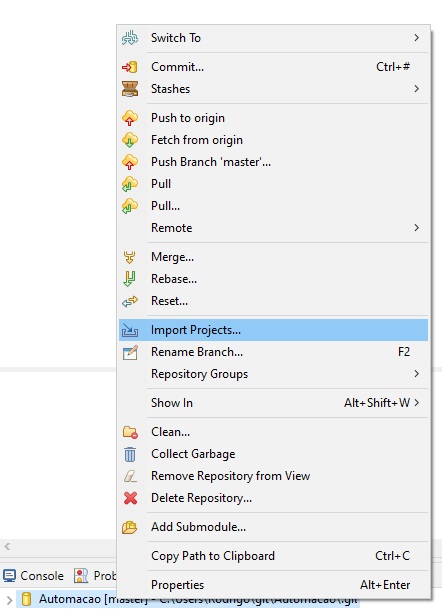 Switch To
Commit... Ctrl+#
Stashes
Push to origin
Fetch from origin
Push Branch 'master'...
Pull
Pull...
Remote
Merge...
Rebase...
Reset...
Import Projects...
Rename Branch... F2
Repository Groups
Show In Alt+Shift+W
Clean...
Collect Garbage
Remove Repository from View
Delete Repository...
Add Submodule...
Copy Path to Clipboard Ctrl+C
Properties Alt+Enter
Console Prob
Automacao [master] - C:\Users\Rodrigo\git\Automacao\.git